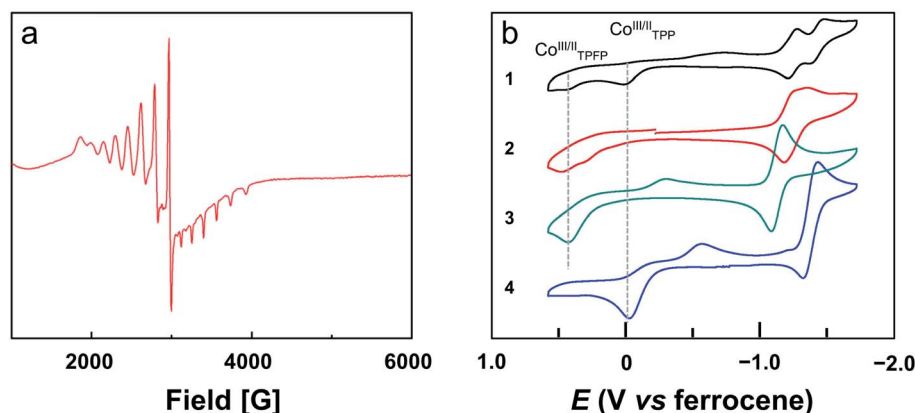 a
2000 4000 6000
Field [G]
b
Co^III/II_TPP
Co^III/II_TPFP
1
2
3
4
1.0 0 −1.0 −2.0
E (V vs ferrocene)